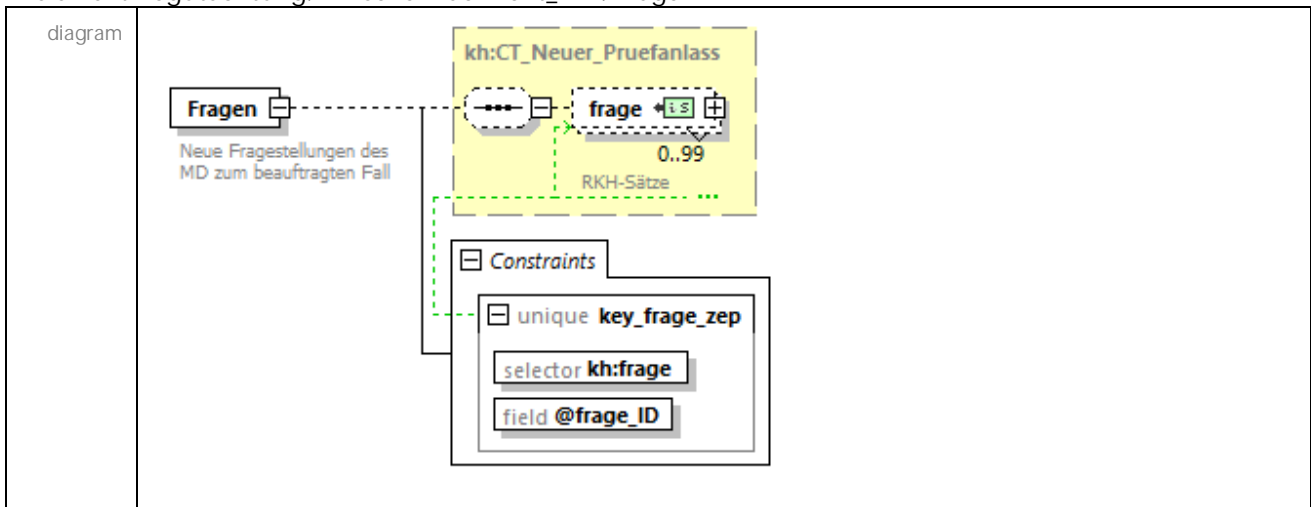 diagram
kh:CT_Neuer_Pruefanlass
Fragen
frage
is
Neue Fragestellungen des
MD zum beauftragten Fall
0..99
RKH-Sätze
Constraints
unique key_frage_zep
selector kh:frage
field @frage_ID